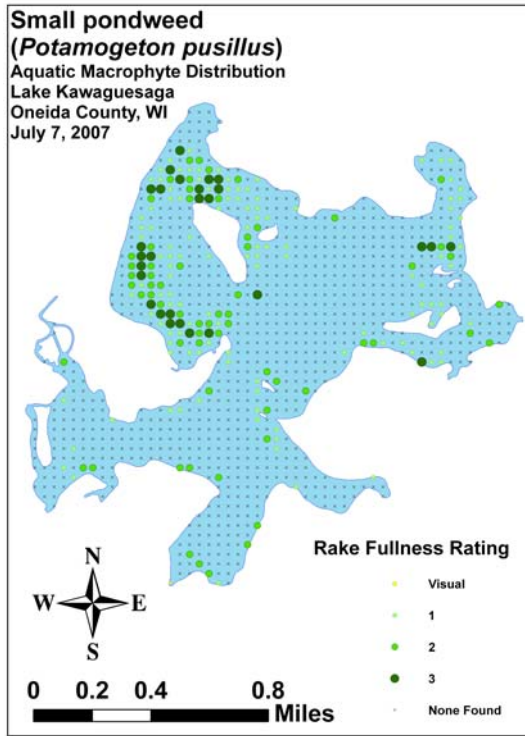 Small pondweed
(Potamogeton pusillus)
Aquatic Macrophyte Distribution
Lake Kawaguesaga
Oneida County, WI
July 7, 2007
Rake Fullness Rating
Visual
1
2
3
None Found
N
W E
S
0 0.2 0.4 0.8
Miles